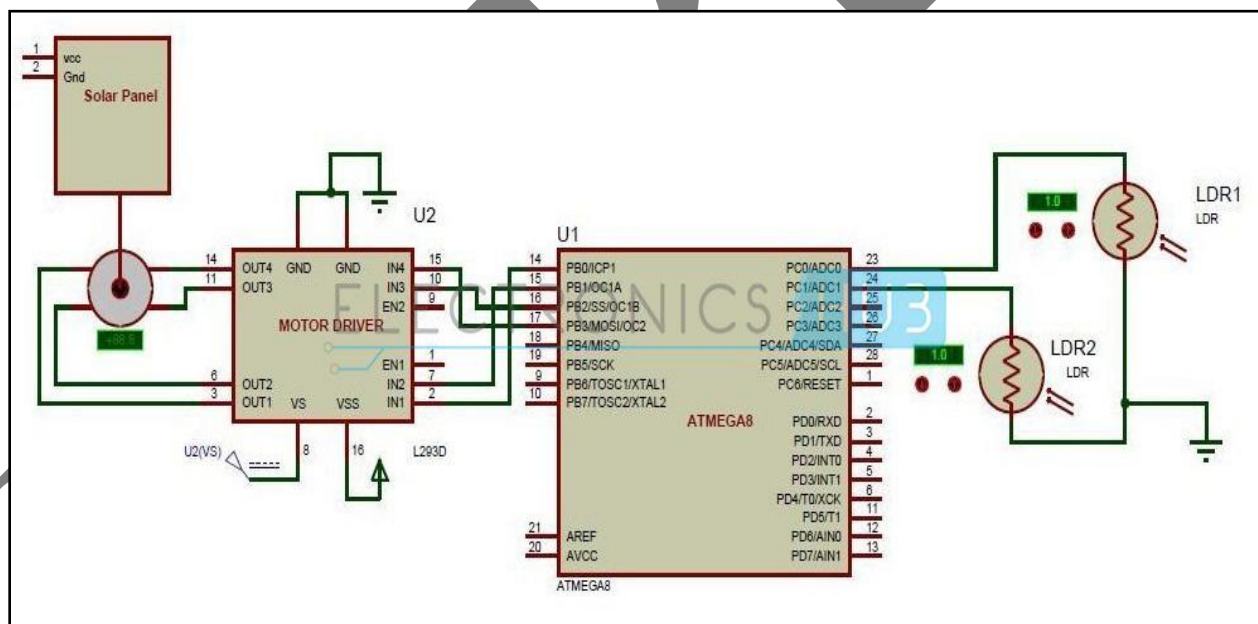 1 vcc
2 Gnd
Solar Panel
U2
14 OUT4 GND GND IN4 15
11 OUT3 IN3 10
EN2 9
MOTOR DRIVER
EN1 1
6 OUT2 IN2 7
3 OUT1 VS VSS IN1 2
U2(VS) 8 16 L293D
+88.8
U1
14 PB0/ICP1 PC0/ADC0 23
15 PB1/OC1A PC1/ADC1 24
16 PB2/SS/OC1B PC2/ADC2 25
17 PB3/MOSI/OC2 PC3/ADC3 26
18 PB4/MISO PC4/ADC4/SDA 27
19 PB5/SCK PC5/ADC5/SCL 28
9 PB6/TOSC1/XTAL1 PC6/RESET 1
10 PB7/TOSC2/XTAL2
ATMEGA8 PD0/RXD 2
PD1/TXD 3
PD2/INT0 4
PD3/INT1 5
PD4/T0/XCK 6
PD5/T1 11
21 AREF PD6/AIN0 12
20 AVCC PD7/AIN1 13
ATMEGA8
ELECTRONICS HUB
1.0
LDR1
LDR
1.0
LDR2
LDR